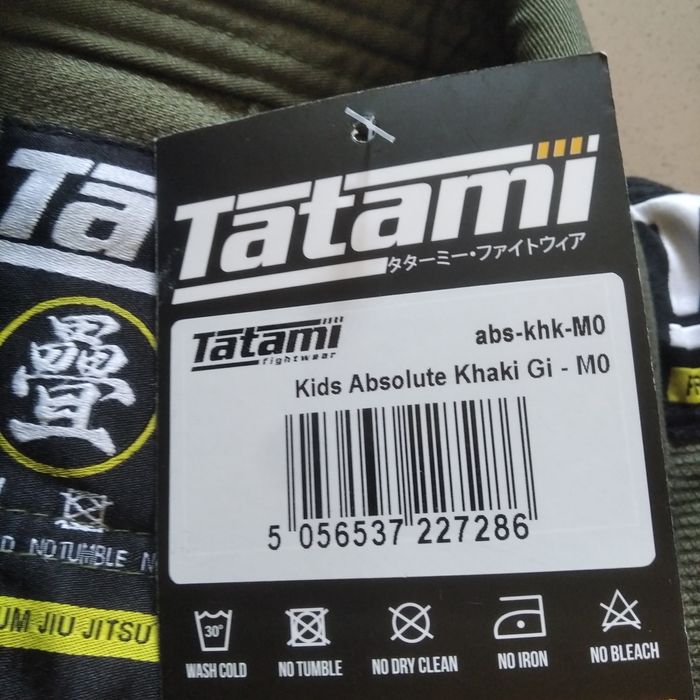 Tatami
タターミー・ファイトウィア
Tatami
fightwear
abs-khk-M0
Kids Absolute Khaki Gi - M0
5 056537 227286
30°
WASH COLD
NO TUMBLE
NO DRY CLEAN
NO IRON
NO BLEACH
Ta
疊
NO TUMBLE
UM JIU JITSU